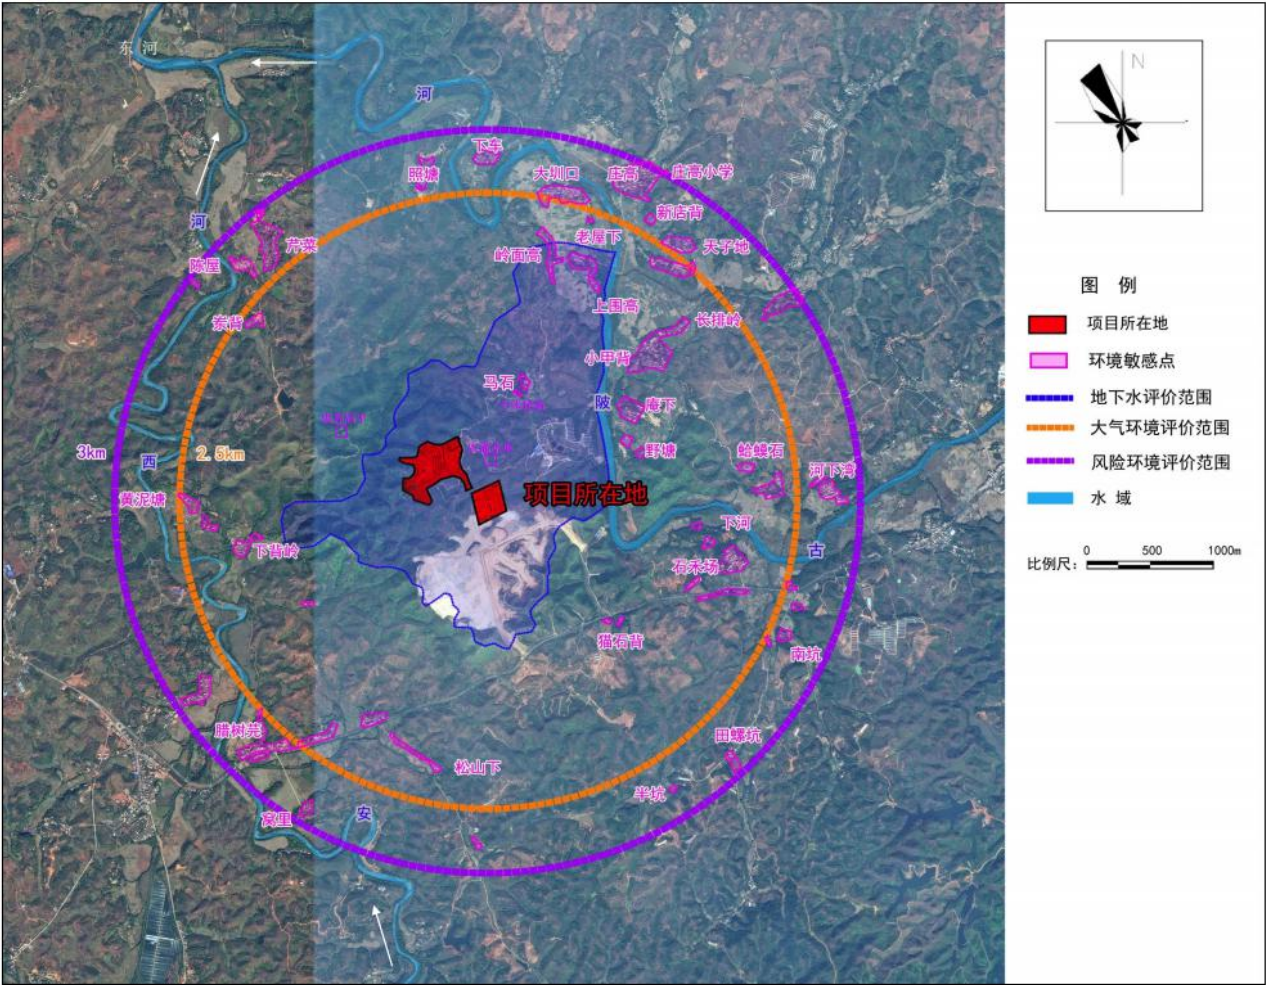 东 河
河
N
下车
照塘
大圳口
庄高
庄高小学
新店背
河
芹菜
老屋下
天子地
岭面高
陈屋
图 例
上围高
崇背
长排岭
项目所在地
小甲背
环境敏感点
马石
陂
庵下
地下水评价范围
大气环境评价范围
3km
2.5km
野塘
蛤蟆石
西
河下湾
风险环境评价范围
黄泥塘
项目所在地
水 域
下河
下背岭
古
石禾场
0 500 1000m
比例尺:
猫石背
南坑
腊树芫
田螺坑
松山下
半坑
窝里
安